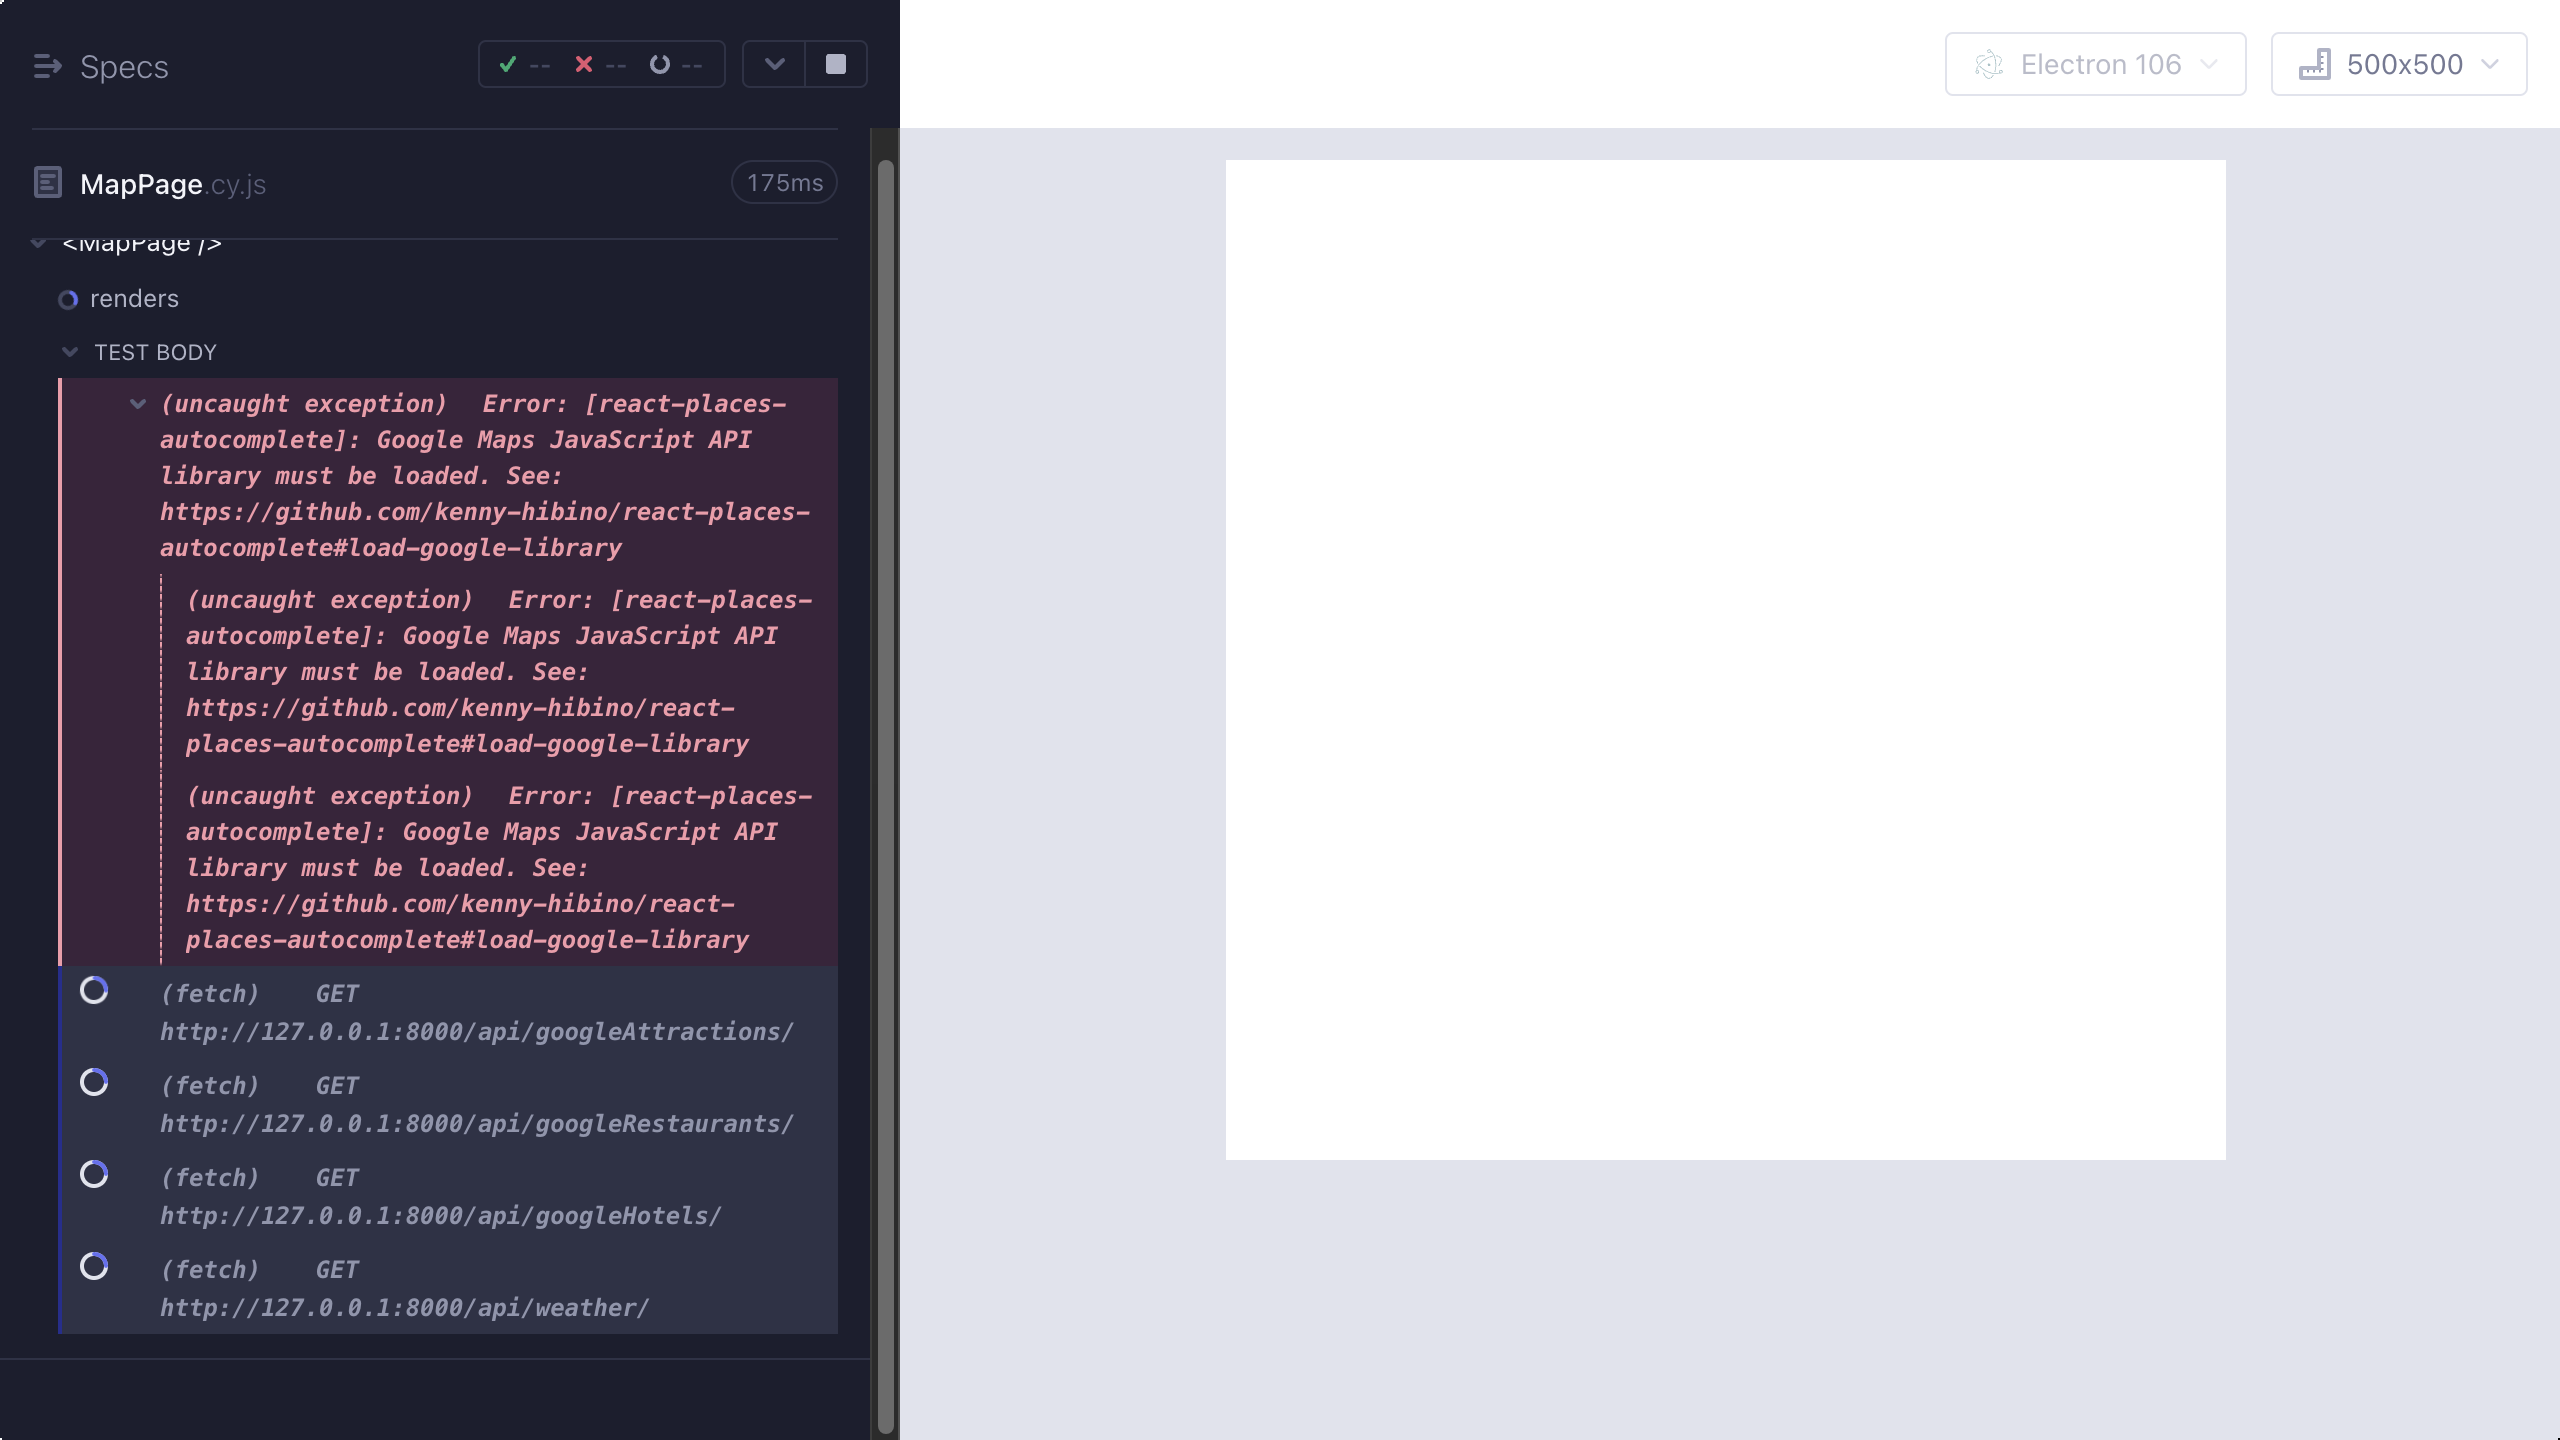 Specs
-- -- --
Electron 106
500x500
MapPage.cy.js
175ms
<MapPage />
renders
TEST BODY
(uncaught exception) Error: [react-places-
autocomplete]: Google Maps JavaScript API
library must be loaded. See:
https://github.com/kenny-hibino/react-places-
autocomplete#load-google-library
(uncaught exception) Error: [react-places-
autocomplete]: Google Maps JavaScript API
library must be loaded. See:
https://github.com/kenny-hibino/react-
places-autocomplete#load-google-library
(uncaught exception) Error: [react-places-
autocomplete]: Google Maps JavaScript API
library must be loaded. See:
https://github.com/kenny-hibino/react-
places-autocomplete#load-google-library
(fetch) GET
http://127.0.0.1:8000/api/googleAttractions/
(fetch) GET
http://127.0.0.1:8000/api/googleRestaurants/
(fetch) GET
http://127.0.0.1:8000/api/googleHotels/
(fetch) GET
http://127.0.0.1:8000/api/weather/